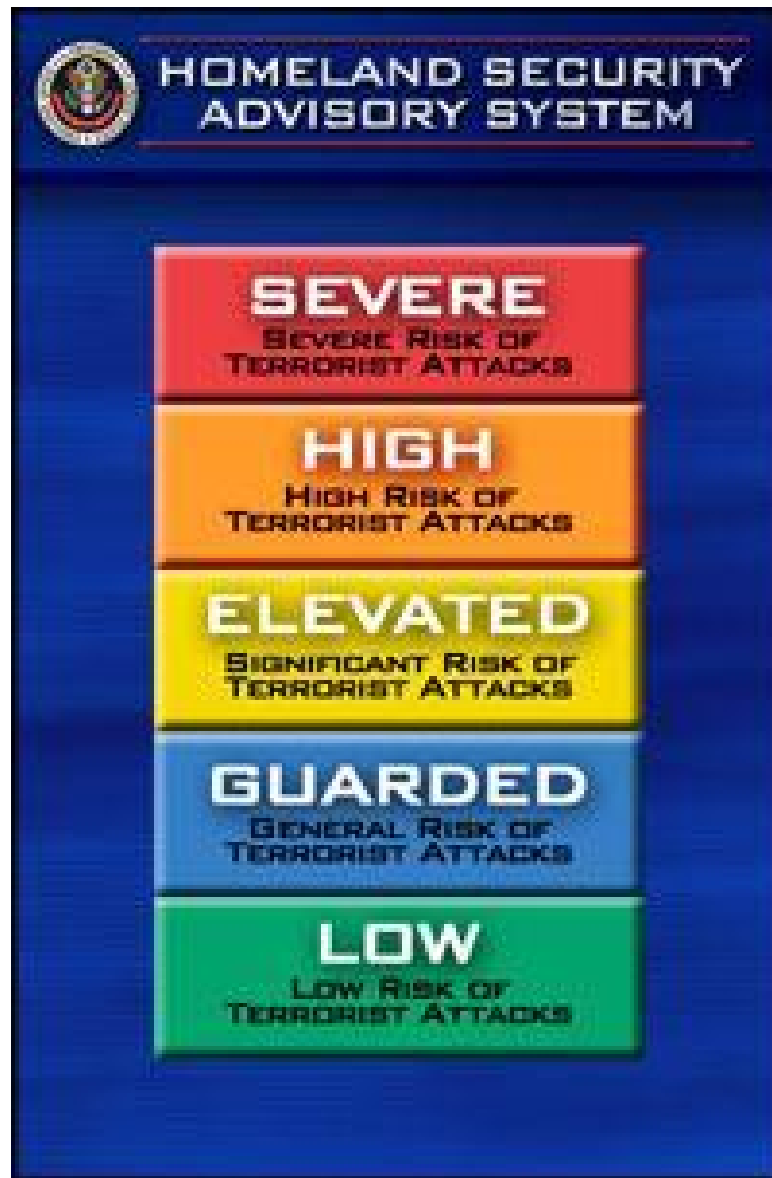 HOMELAND SECURITY
ADVISORY SYSTEM
SEVERE
SEVERE RISK OF
TERRORIST ATTACKS
HIGH
HIGH RISK OF
TERRORIST ATTACKS
ELEVATED
SIGNIFICANT RISK OF
TERRORIST ATTACKS
GUARDED
GENERAL RISK OF
TERRORIST ATTACKS
LOW
LOW RISK OF
TERRORIST ATTACKS